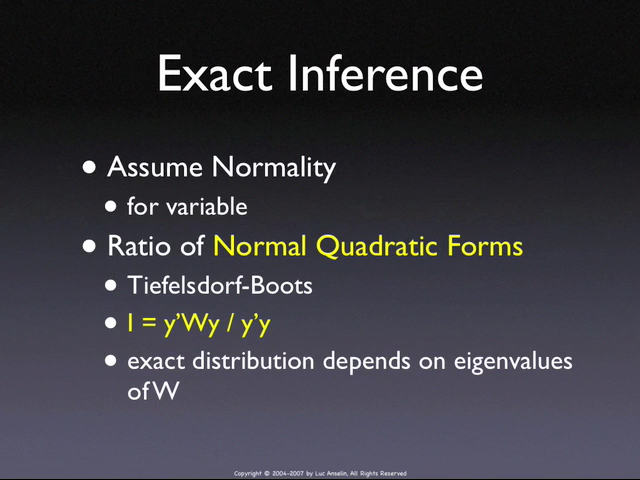 Exact Inference
• Assume Normality
• for variable
• Ratio of Normal Quadratic Forms
• Tiefelsdorf-Boots
• I = y’Wy / y’y
• exact distribution depends on eigenvalues
of W
Copyright © 2004-2007 by Luc Anselin, All Rights Reserved